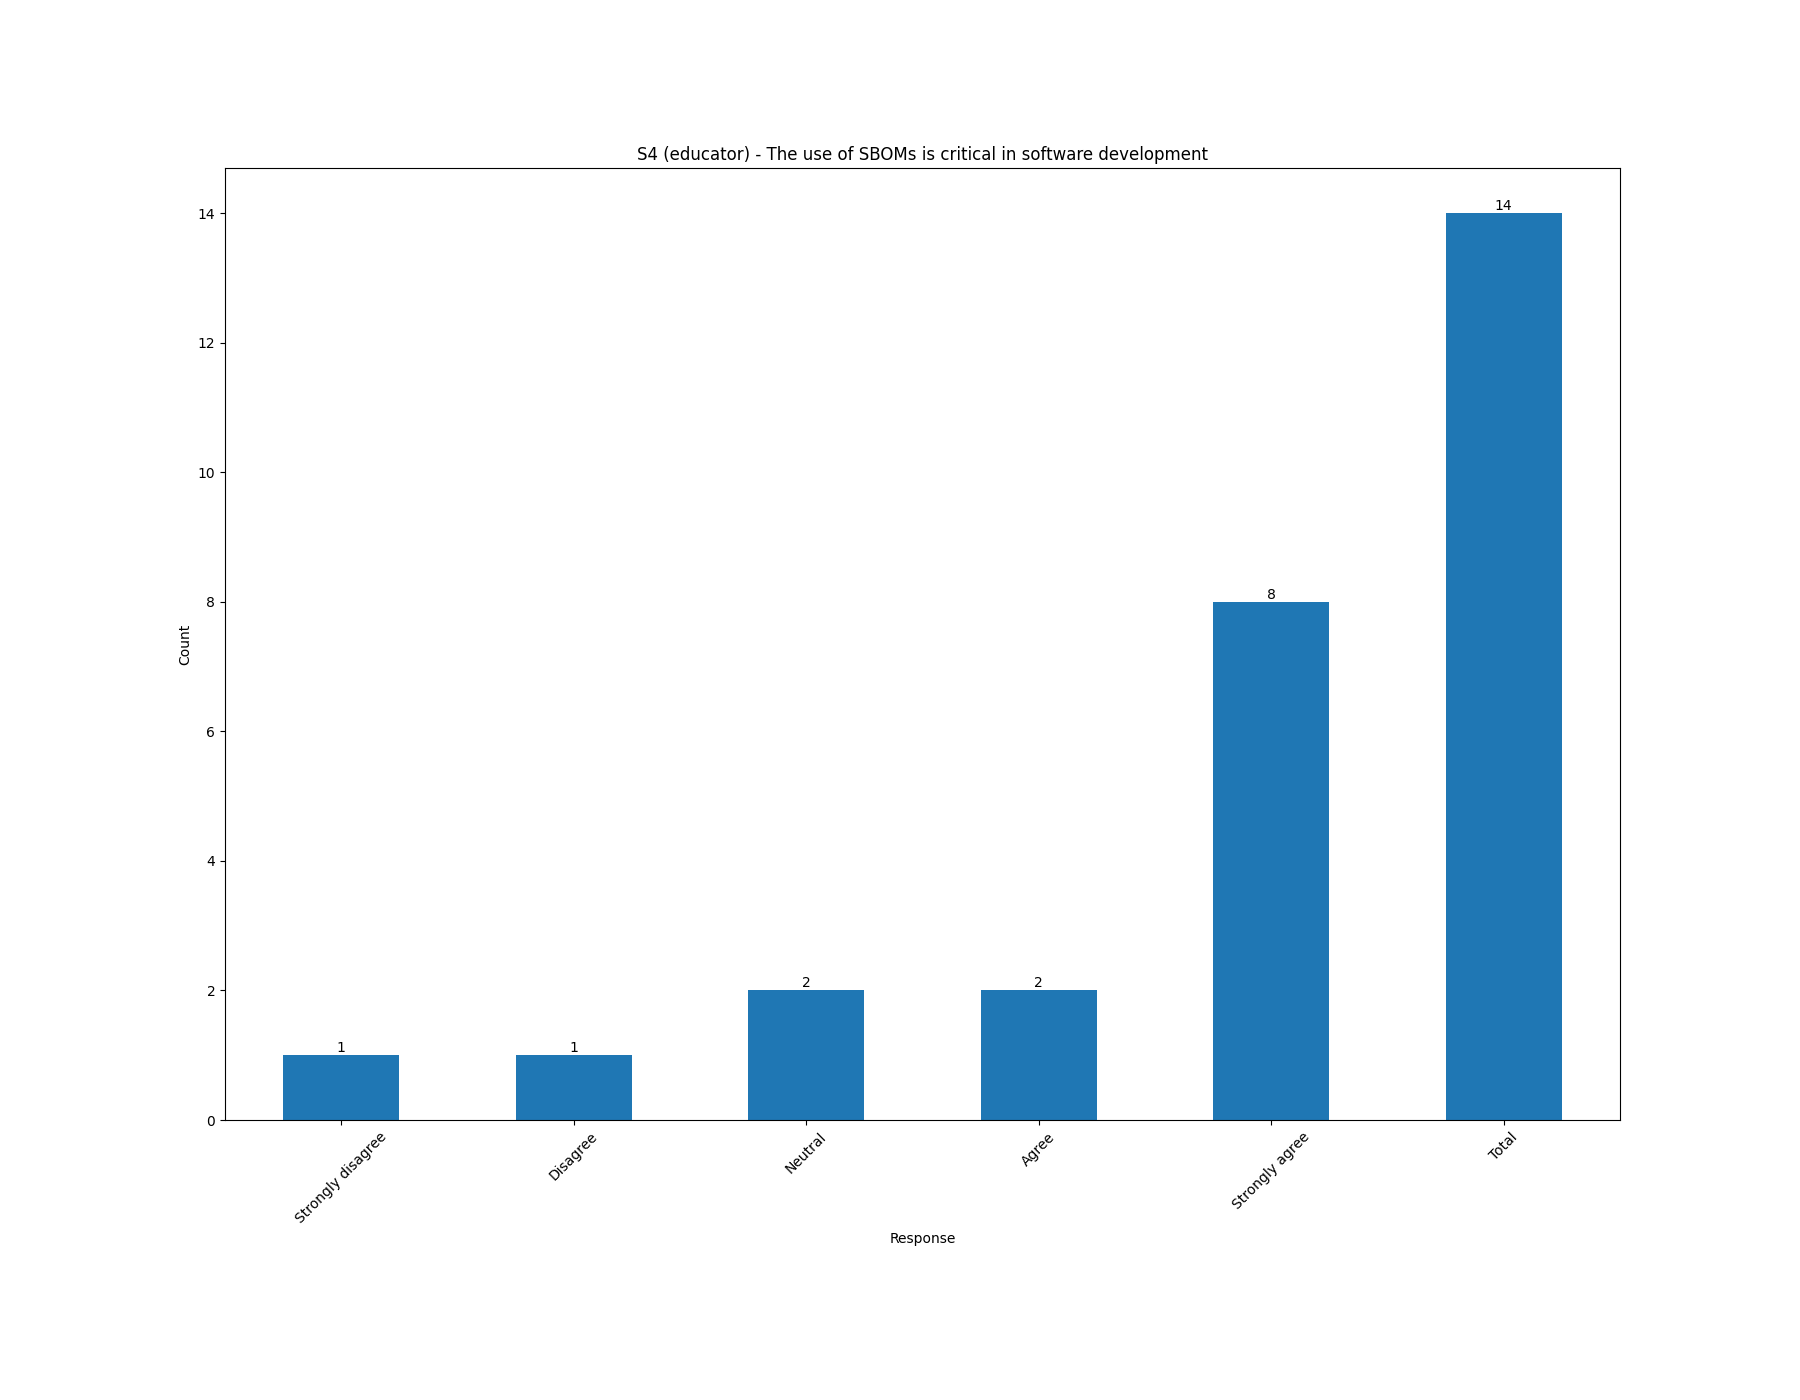 S4 (educator) - The use of SBOMs is critical in software development
14
12
10
8
6
4
2
0
Count
1
1
2
2
8
14
Strongly disagree
Disagree
Neutral
Agree
Strongly agree
Total
Response